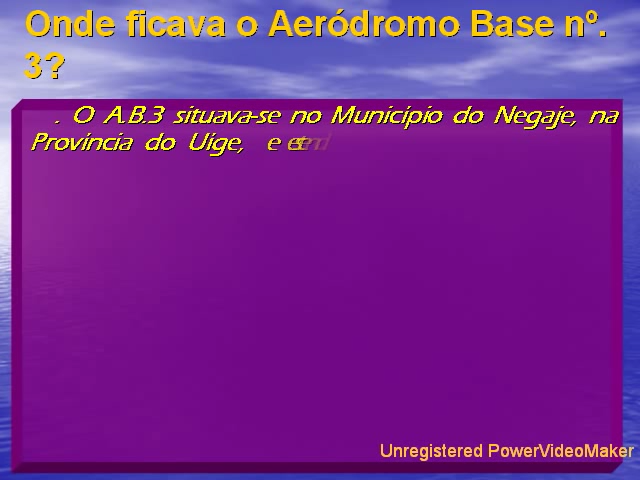 Onde ficava o Aeródromo Base nº.
3?
. O A.B.3 situava-se no Município do Negaje, na
Província do Uíge, e
Unregistered PowerVideoMaker